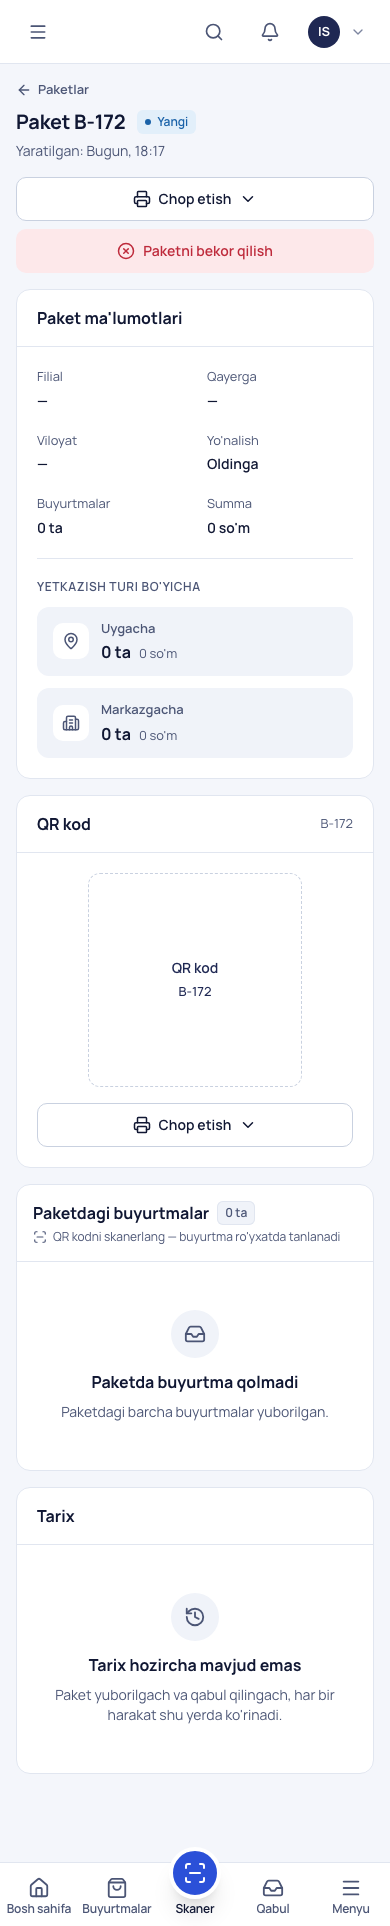 IS
Paketlar
Paket B-172 Yangi
Yaratilgan: Bugun, 18:17
Chop etish
Paketni bekor qilish
Paket ma'lumotlari
Filial Qayerga
— —
Viloyat Yo'nalish
— Oldinga
Buyurtmalar Summa
0 ta 0 so'm
YETKAZISH TURI BO'YICHA
Uygacha
0 ta 0 so'm
Markazgacha
0 ta 0 so'm
QR kod B-172
QR kod
B-172
Chop etish
Paketdagi buyurtmalar 0 ta
QR kodni skanerlang — buyurtma ro'yxatda tanlanadi
Paketda buyurtma qolmadi
Paketdagi barcha buyurtmalar yuborilgan.
Tarix
Tarix hozircha mavjud emas
Paket yuborilgach va qabul qilingach, har bir
harakat shu yerda ko'rinadi.
Bosh sahifa Buyurtmalar Skaner Qabul Menyu